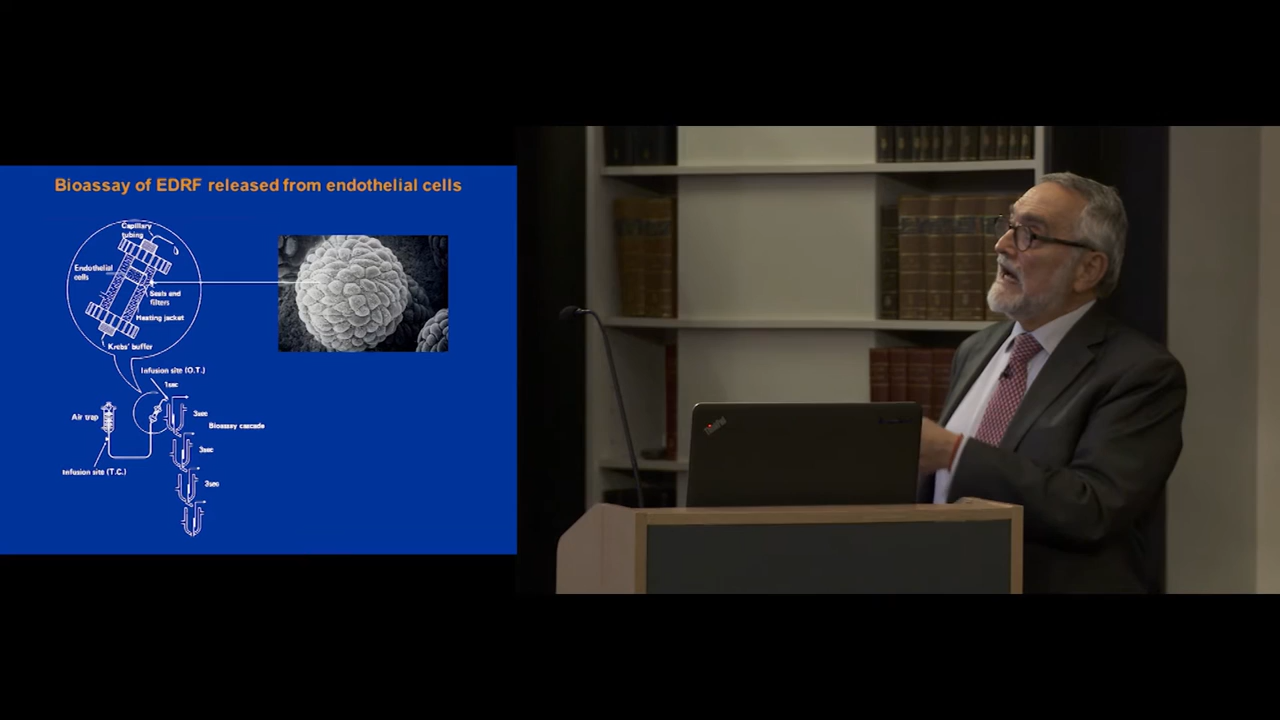 Bioassay of EDRF released from endothelial cells
Capillary
tubing
Endothelial
cells
Seals and
filters
Heating jacket
Krebs' buffer
Infusion site (O.T.)
1sec
Air trap
3sec
Bioassay cascade
3sec
Infusion site (T.C.)
3sec
ThinkPad